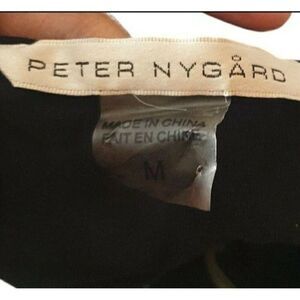 PETER NYGÅRD
MADE IN CHINA
FAIT EN CHINE
M